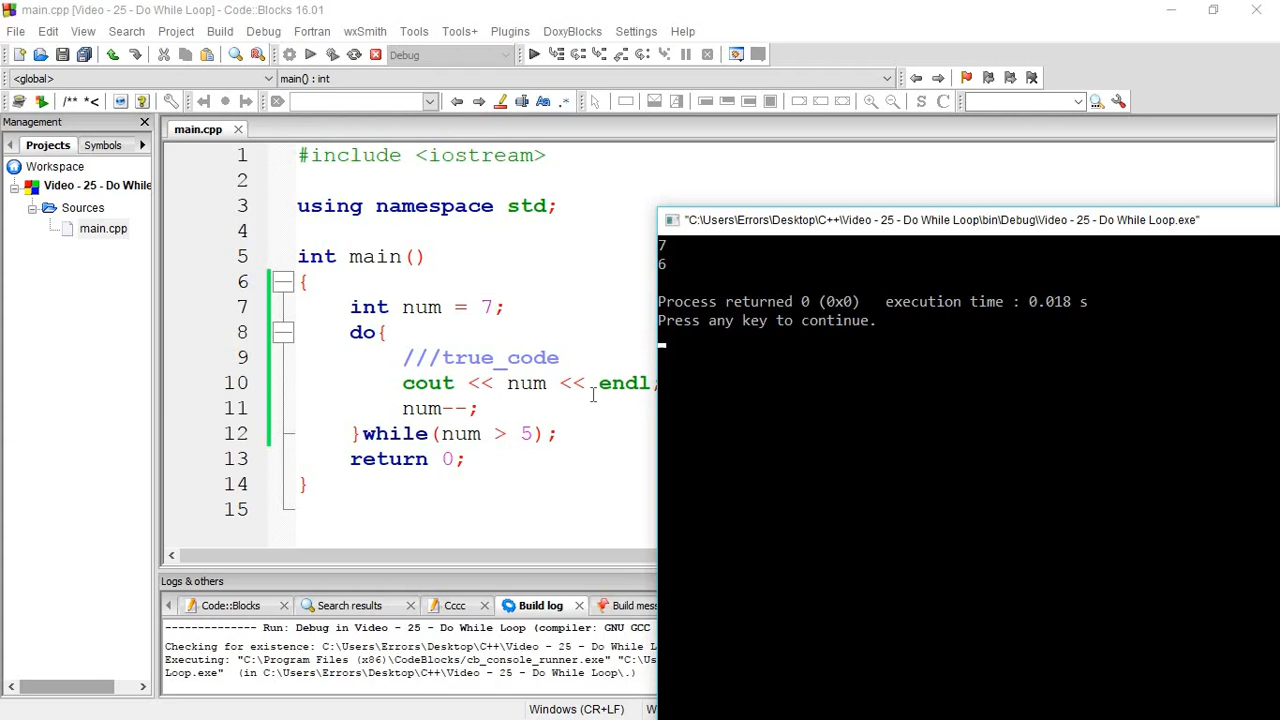 main.cpp [Video - 25 - Do While Loop] - Code::Blocks 16.01
File Edit View Search Project Build Debug Fortran wxSmith Tools Tools+ Plugins DoxyBlocks Settings Help
Debug
<global> main() : int
/** *< Aa .* S C
Management main.cpp
Projects Symbols
Workspace
Video - 25 - Do While
Sources
main.cpp
1 #include <iostream>
2
3 using namespace std;
4
5 int main()
6 {
7 int num = 7;
8 do{
9 ///true_code
10 cout << num << endl;
11 num--;
12 }while(num > 5);
13 return 0;
14 }
15
"C:\Users\Errors\Desktop\C++\Video - 25 - Do While Loop\bin\Debug\Video - 25 - Do While Loop.exe"
7
6
Process returned 0 (0x0) execution time : 0.018 s
Press any key to continue.
Logs & others
Code::Blocks Search results Cccc Build log Build mes
-------------- Run: Debug in Video - 25 - Do While Loop (compiler: GNU GCC
Checking for existence: C:\Users\Errors\Desktop\C++\Video - 25 - Do While L
Executing: "C:\Program Files (x86)\CodeBlocks/cb_console_runner.exe" "C:\Us
Loop.exe" (in C:\Users\Errors\Desktop\C++\Video - 25 - Do While Loop\.)
Windows (CR+LF) W